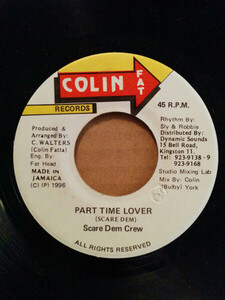 COLIN
FAT
RECORDS
45 R.P.M.
Produced &
Arranged By:
C. WALTERS
(Colin Fatta)
Eng. By:
Fat Head
MADE IN
JAMAICA
(C) (P) 1996
Rhythm By:
Sly & Robbie
Distributed By:
Dynamic Sounds
15 Bell Road,
Kingston 11.
Tel: 923-9138 - 9
923-9168
Studio Mixing Lab
Mix By: Colin
(Bulby) York
PART TIME LOVER
(SCARE DEM)
Scare Dem Crew
ALL RIGHTS RESERVED